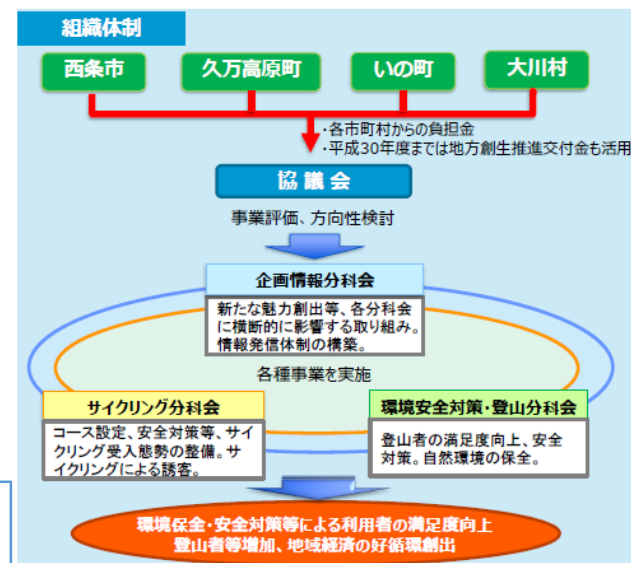 組織体制
西条市
久万高原町
いの町
大川村
・各市町村からの負担金
・平成30年度までは地方創生推進交付金も活用
協議会
事業評価、方向性検討
企画情報分科会
新たな魅力創出等、各分科会
に横断的に影響する取り組み。
情報発信体制の構築。
各種事業を実施
サイクリング分科会
コース設定、安全対策等、サイ
クリング受入態勢の整備。サ
イクリングによる誘客。
環境安全対策・登山分科会
登山者の満足度向上、安全
対策。自然環境の保全。
環境保全・安全対策等による利用者の満足度向上
登山者等増加、地域経済の好循環創出